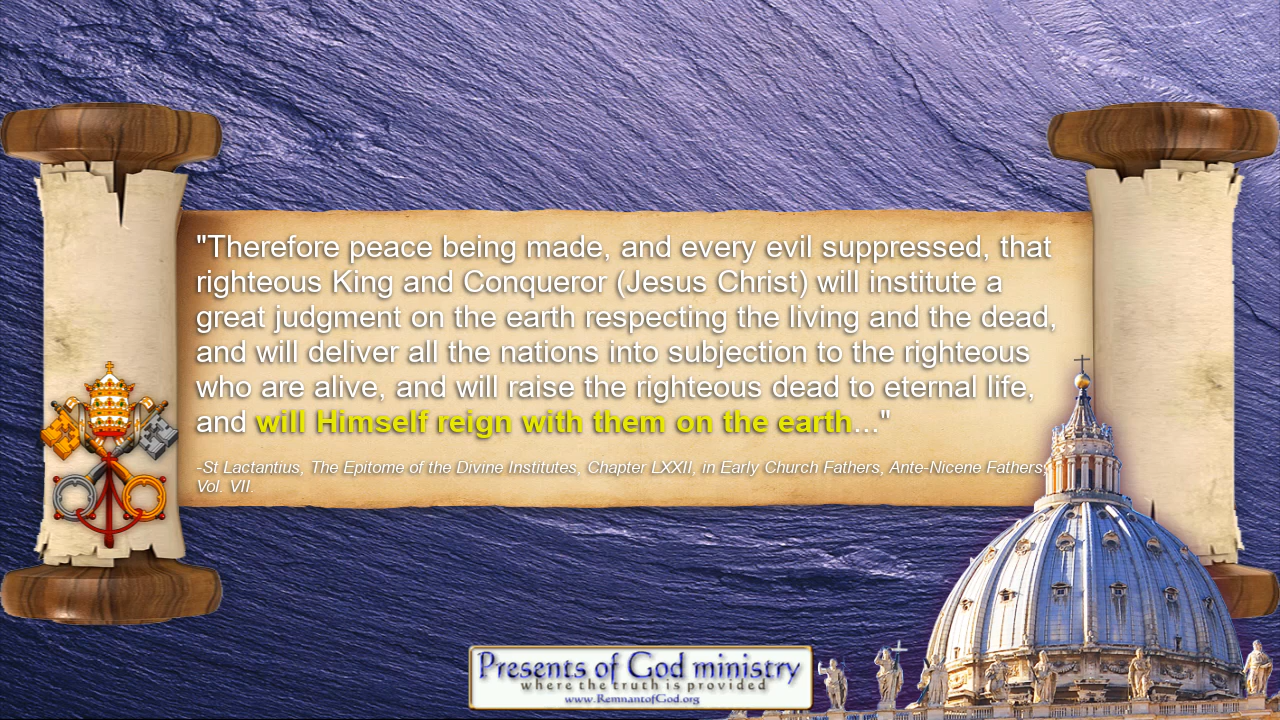 "Therefore peace being made, and every evil suppressed, that
righteous King and Conqueror (Jesus Christ) will institute a
great judgment on the earth respecting the living and the dead,
and will deliver all the nations into subjection to the righteous
who are alive, and will raise the righteous dead to eternal life,
and will Himself reign with them on the earth..."
-St Lactantius, The Epitome of the Divine Institutes, Chapter LXXII, in Early Church Fathers, Ante-Nicene Fathers,
Vol. VII.
Presents of God ministry
where the truth is provided
www.RemnantofGod.org